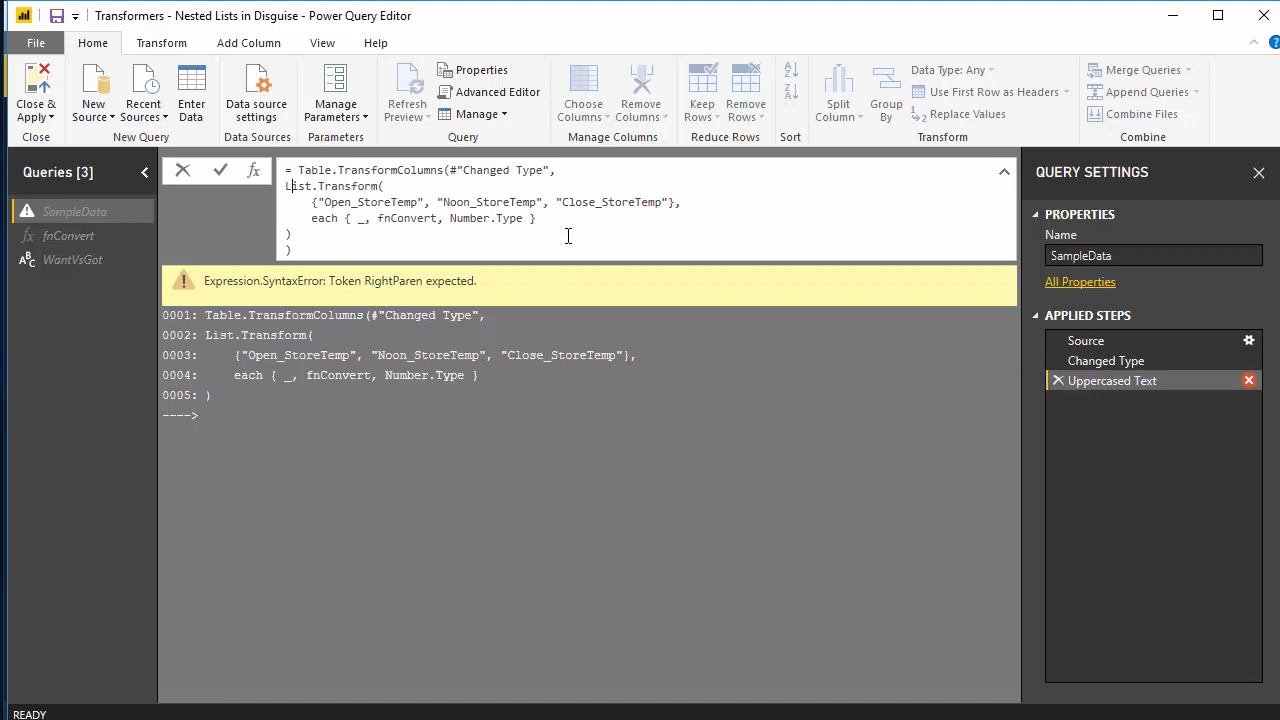 Transformers - Nested Lists in Disguise - Power Query Editor
File Home Transform Add Column View Help
Close & Apply
New Source
Recent Sources
Enter Data
Data source settings
Manage Parameters
Refresh Preview
Properties
Advanced Editor
Manage
Choose Columns
Remove Columns
Keep Rows
Remove Rows
Split Column
Group By
Data Type Any
Use First Row as Headers
Replace Values
Merge Queries
Append Queries
Combine Files
Close New Query Data Sources Parameters Query Manage Columns Reduce Rows Sort Transform Combine
Queries [3]
SampleData
fx fnConvert
ABC WantVsGot
fx
= Table.TransformColumns(#"Changed Type",
List.Transform(
{"Open_StoreTemp", "Noon_StoreTemp", "Close_StoreTemp"},
each { _, fnConvert, Number.Type }
)
)
Expression.SyntaxError: Token RightParen expected.
0001: Table.TransformColumns(#"Changed Type",
0002: List.Transform(
0003: {"Open_StoreTemp", "Noon_StoreTemp", "Close_StoreTemp"},
0004: each { _, fnConvert, Number.Type }
0005: )
---->
QUERY SETTINGS
PROPERTIES
Name
SampleData
All Properties
APPLIED STEPS
Source
Changed Type
Uppercased Text
READY